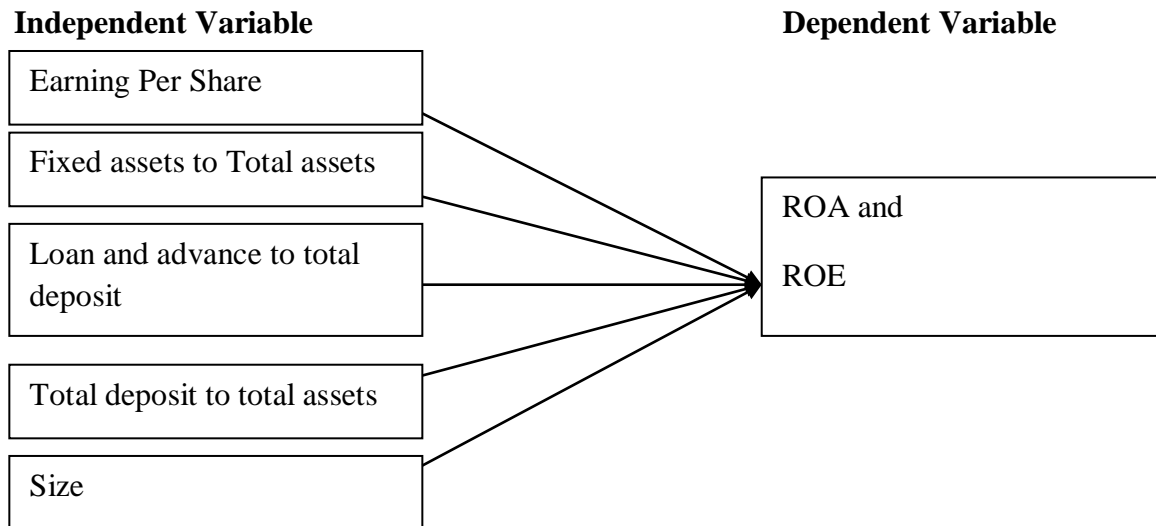 Independent Variable
Dependent Variable
Earning Per Share
Fixed assets to Total assets
Loan and advance to total
deposit
Total deposit to total assets
Size
ROA and
ROE